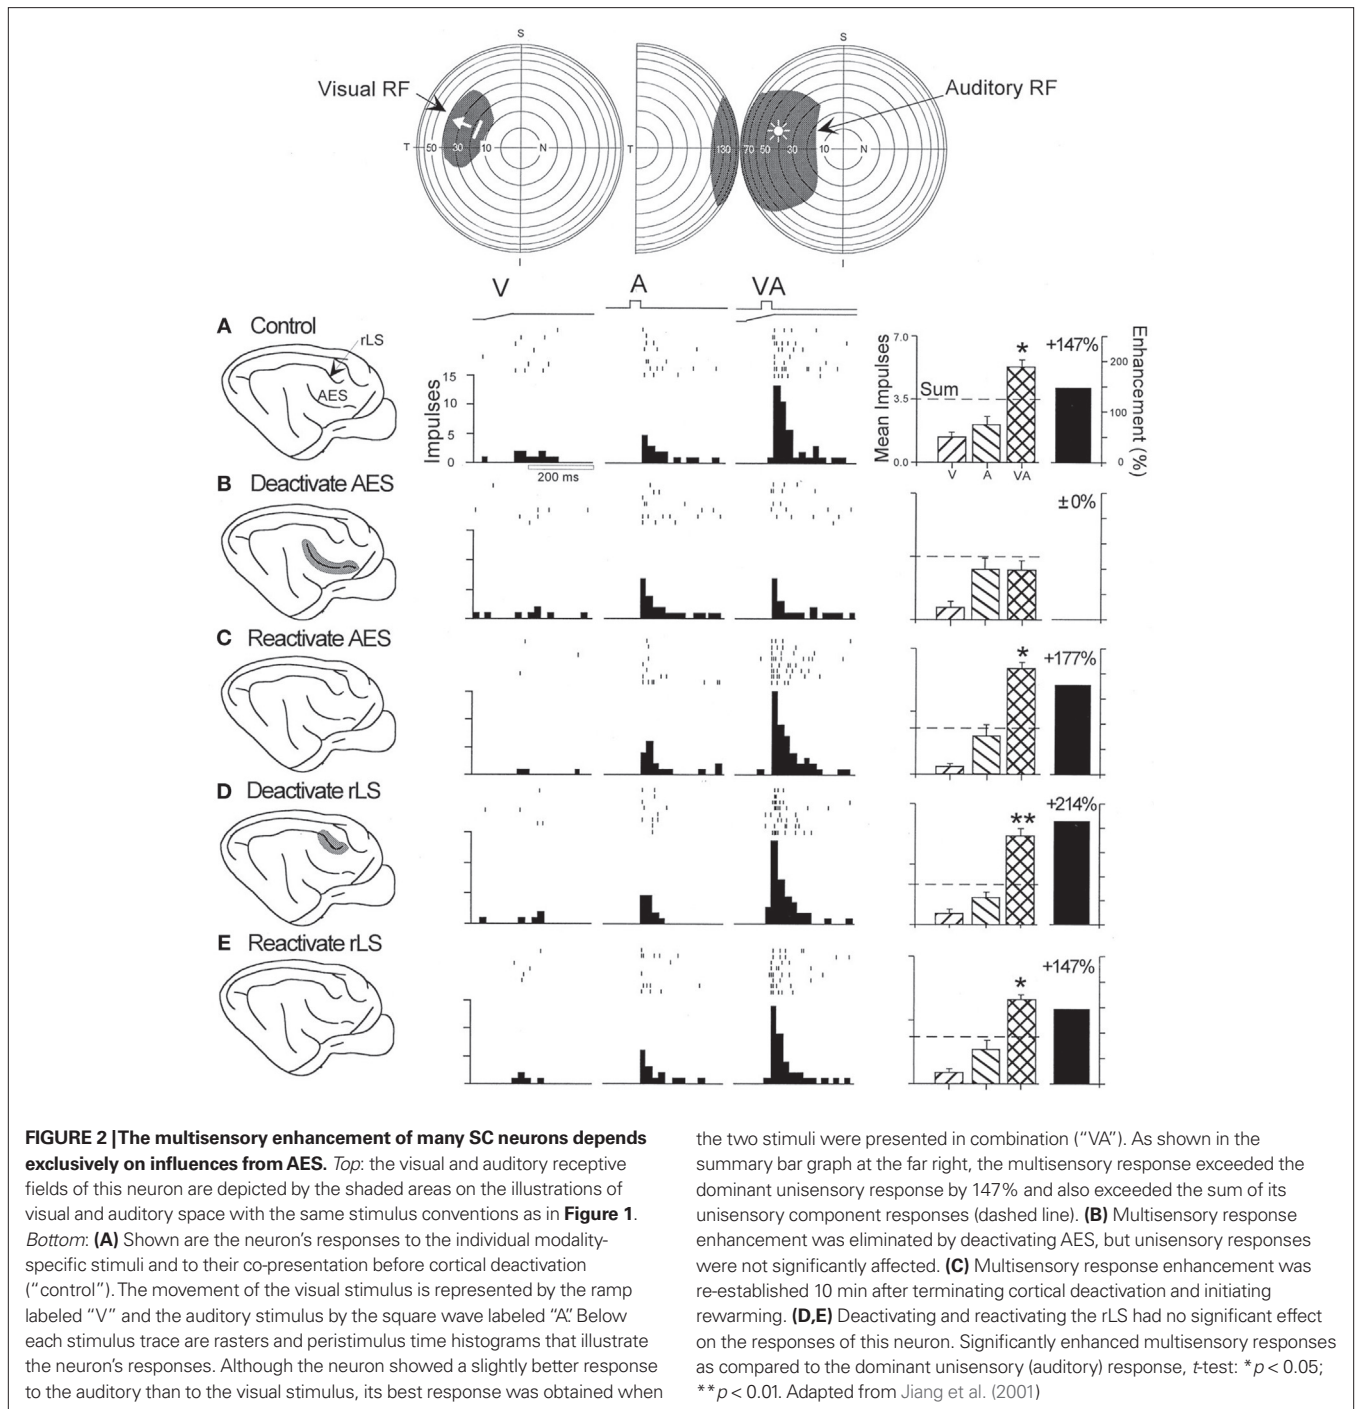 S
S
Visual RF
Auditory RF
T 50 30 10 N
T
130 70 50 30 10 N
I
I
V
A
VA
A Control
rLS
AES
15
10
5
0
Impulses
200 ms
7.0
3.5
0.0
Mean Impulses
Sum
*
V A VA
+147%
200
100
0
Enhancement (%)
B Deactivate AES
±0%
C Reactivate AES
*
+177%
D Deactivate rLS
**
+214%
E Reactivate rLS
*
+147%
FIGURE 2 | The multisensory enhancement of many SC neurons depends
exclusively on influences from AES. Top: the visual and auditory receptive
fields of this neuron are depicted by the shaded areas on the illustrations of
visual and auditory space with the same stimulus conventions as in Figure 1.
Bottom: (A) Shown are the neuron's responses to the individual modality-
specific stimuli and to their co-presentation before cortical deactivation
("control"). The movement of the visual stimulus is represented by the ramp
labeled "V" and the auditory stimulus by the square wave labeled "A". Below
each stimulus trace are rasters and peristimulus time histograms that illustrate
the neuron's responses. Although the neuron showed a slightly better response
to the auditory than to the visual stimulus, its best response was obtained when
the two stimuli were presented in combination ("VA"). As shown in the
summary bar graph at the far right, the multisensory response exceeded the
dominant unisensory response by 147% and also exceeded the sum of its
unisensory component responses (dashed line). (B) Multisensory response
enhancement was eliminated by deactivating AES, but unisensory responses
were not significantly affected. (C) Multisensory response enhancement was
re-established 10 min after terminating cortical deactivation and initiating
rewarming. (D,E) Deactivating and reactivating the rLS had no significant effect
on the responses of this neuron. Significantly enhanced multisensory responses
as compared to the dominant unisensory (auditory) response, t-test: *p < 0.05;
**p < 0.01. Adapted from Jiang et al. (2001)